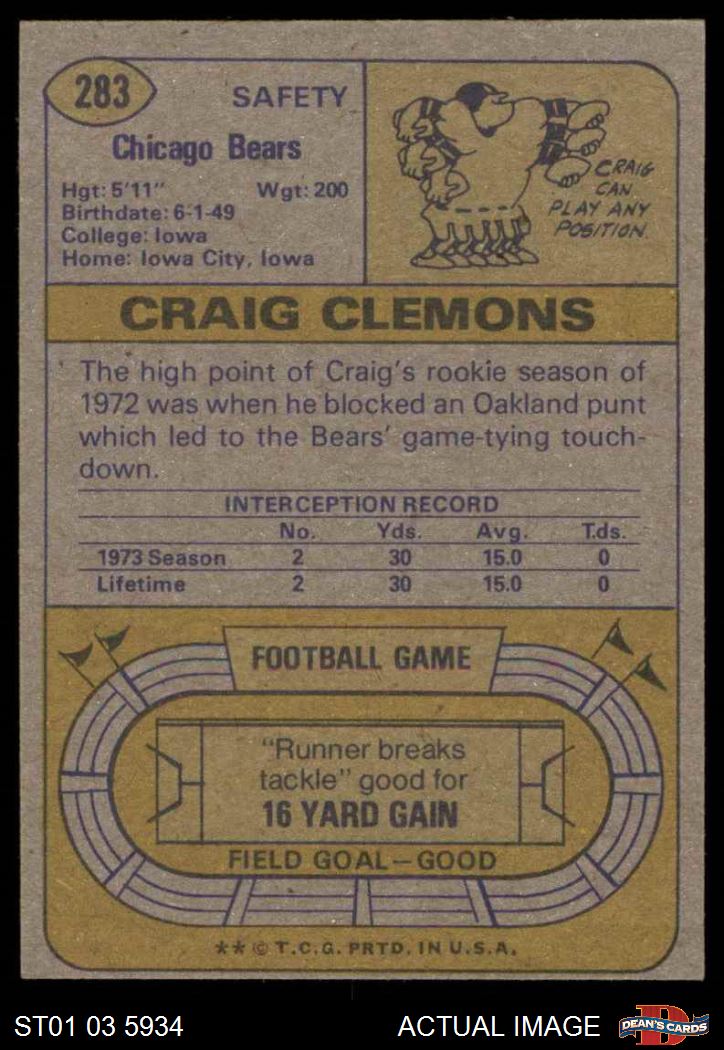 283
SAFETY
Chicago Bears
Hgt: 5'11" Wgt: 200
Birthdate: 6-1-49
College: Iowa
Home: Iowa City, Iowa
CRAIG
CAN
PLAY ANY
POSITION.
CRAIG CLEMONS
The high point of Craig's rookie season of
1972 was when he blocked an Oakland punt
which led to the Bears' game-tying touch-
down.
INTERCEPTION RECORD
No. Yds. Avg. T.ds.
1973 Season 2 30 15.0 0
Lifetime 2 30 15.0 0
FOOTBALL GAME
"Runner breaks
tackle" good for
16 YARD GAIN
FIELD GOAL—GOOD
** © T.C.G. PRTD. IN U.S.A.
ST01 03 5934 ACTUAL IMAGE
D
DEAN'S CARDS